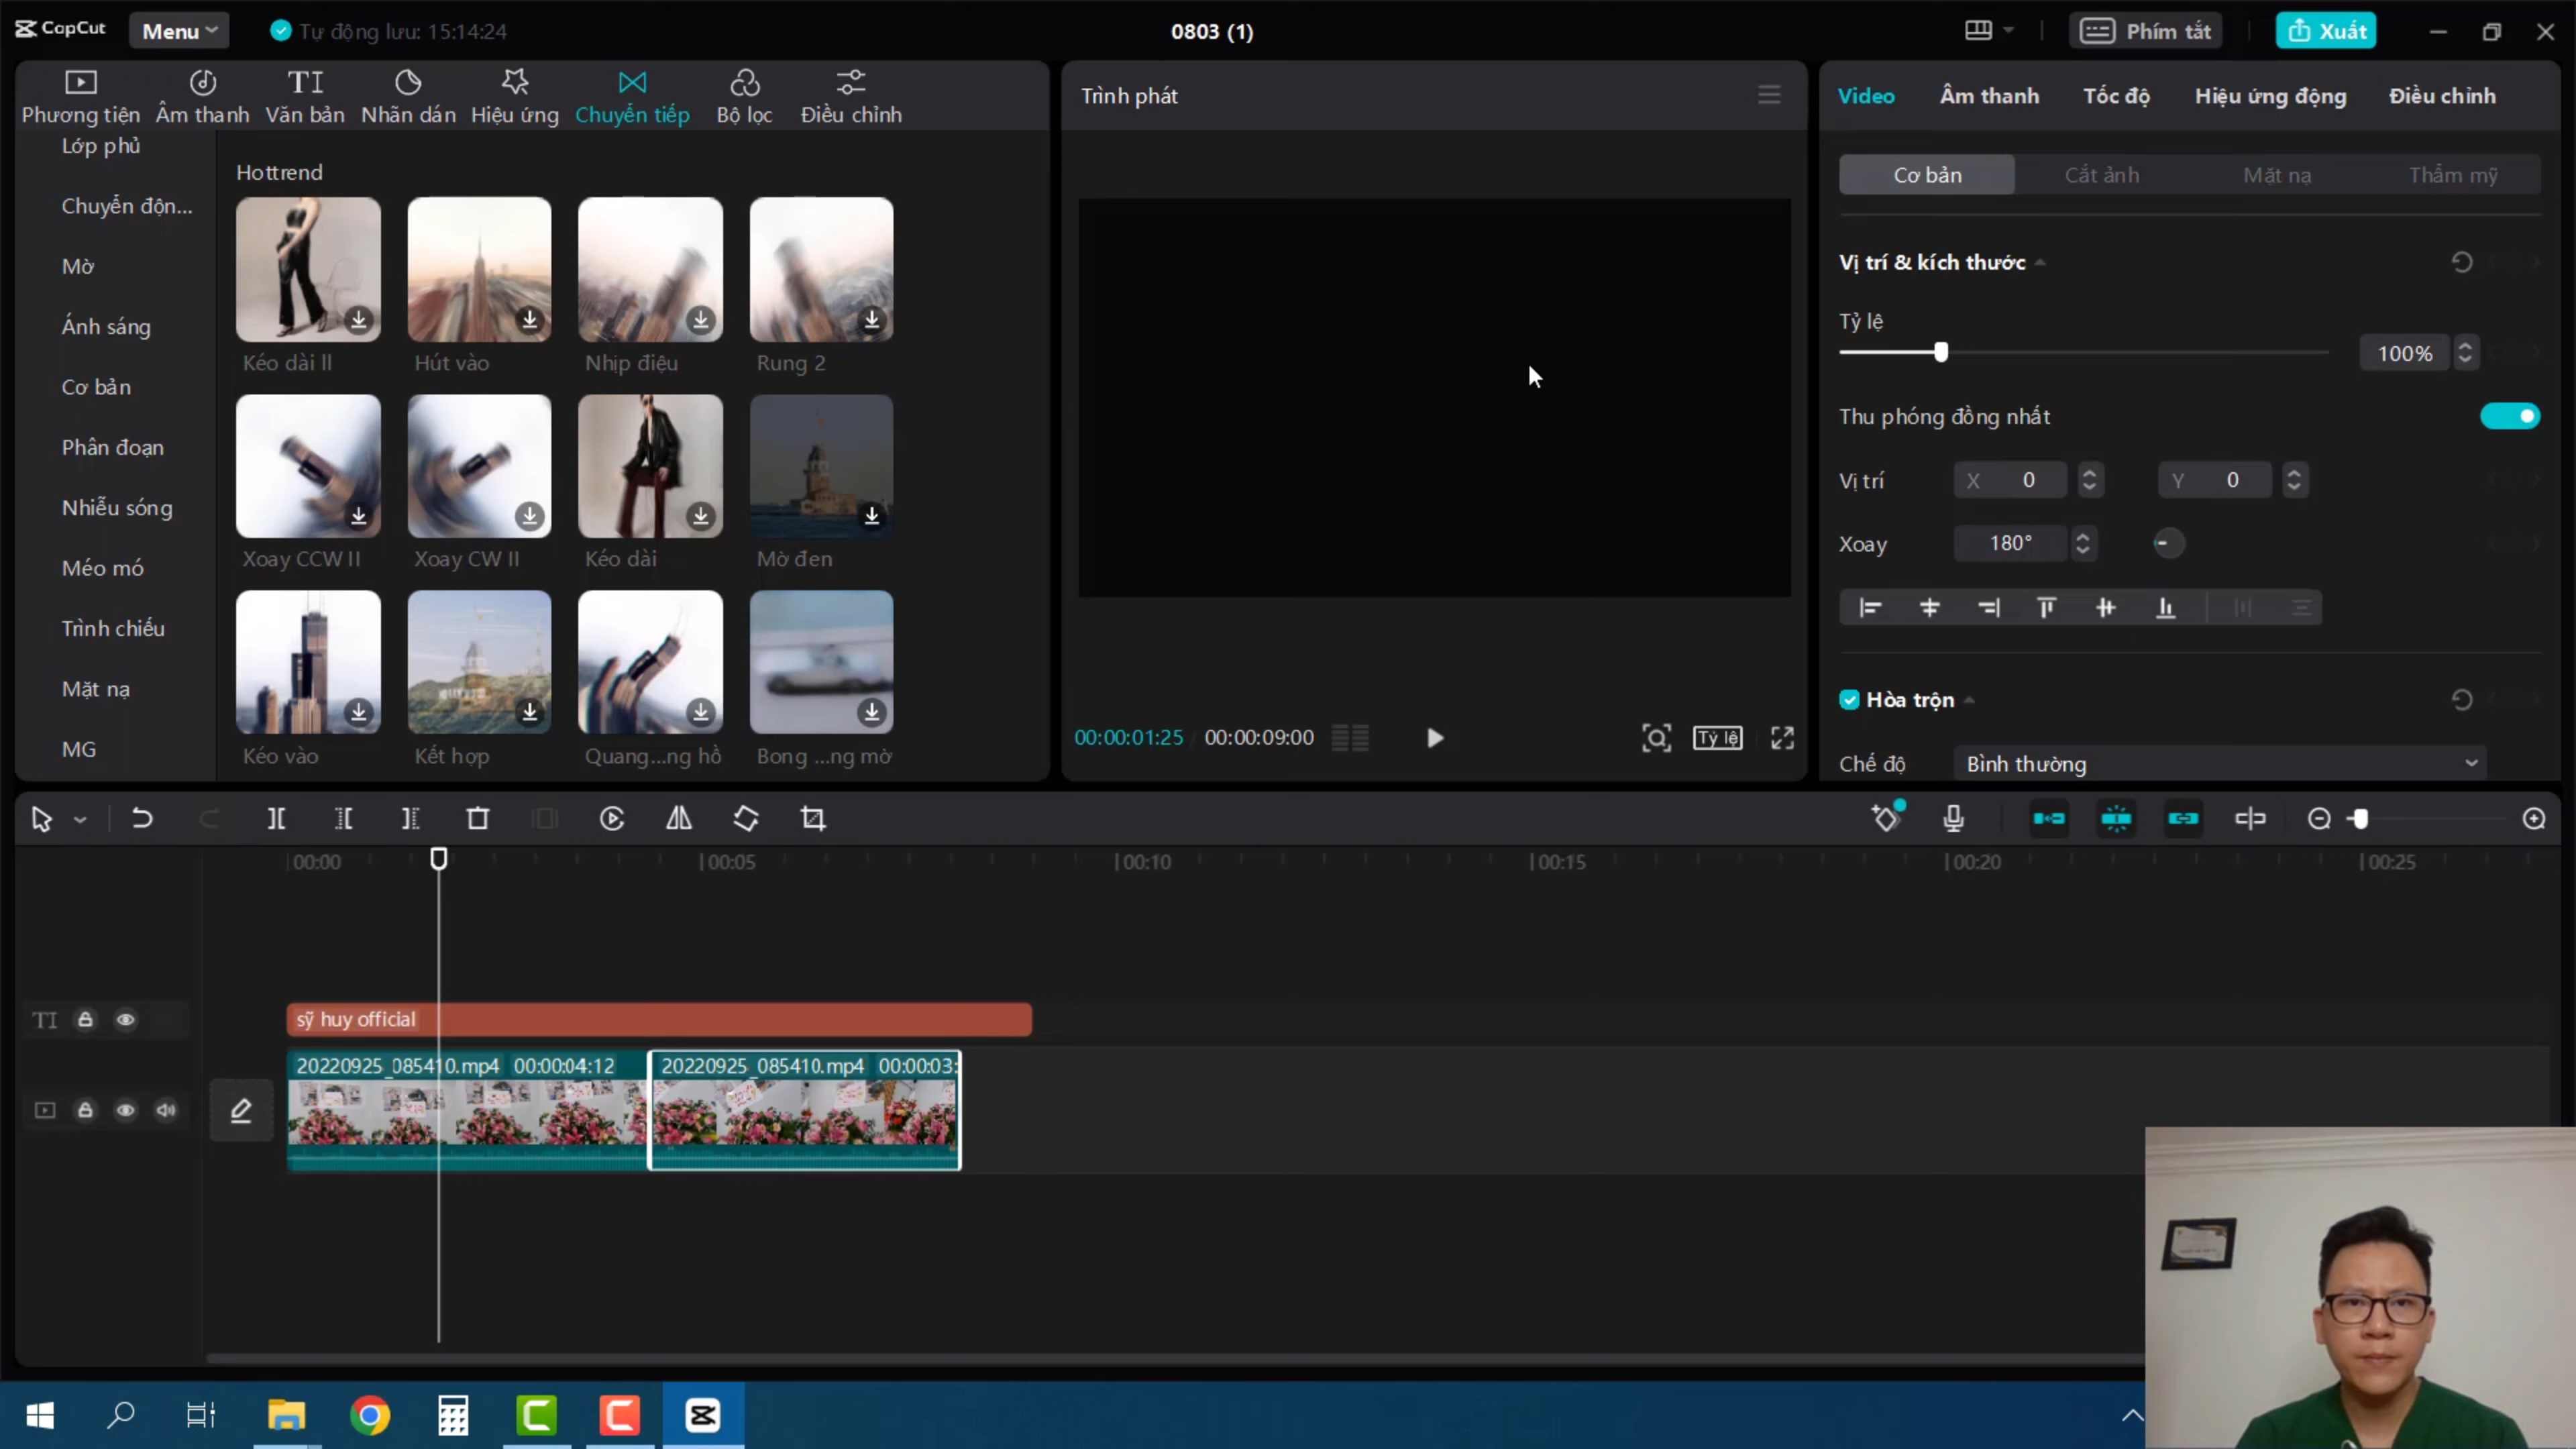 CapCut
Menu
Tự động lưu: 15:14:24
0803 (1)
Phím tắt
Xuất
Phương tiện
Âm thanh
Văn bản
Nhãn dán
Hiệu ứng
Chuyển tiếp
Bộ lọc
Điều chỉnh
Lớp phủ
Chuyển độn...
Mờ
Ánh sáng
Cơ bản
Phân đoạn
Nhiễu sóng
Méo mó
Trình chiếu
Mặt nạ
MG
Hottrend
Kéo dài ll
Hút vào
Nhịp điệu
Rung 2
Xoay CCW II
Xoay CW II
Kéo dài
Mờ đen
Kéo vào
Kết hợp
Quang...ng hồ
Bong ...ng mờ
Trình phát
00:00:01:25
00:00:09:00
Tỷ lệ
Video
Âm thanh
Tốc độ
Hiệu ứng động
Điều chỉnh
Cơ bản
Cắt ảnh
Mặt nạ
Thẩm mỹ
Vị trí & kích thước
Tỷ lệ
100%
Thu phóng đồng nhất
Vị trí
X 0
Y 0
Xoay
180°
Hòa trộn
Chế độ
Bình thường
00:00
00:05
00:10
00:15
00:20
00:25
TI
sỹ huy official
20220925_085410.mp4 00:00:04:12
20220925_085410.mp4 00:00:03: